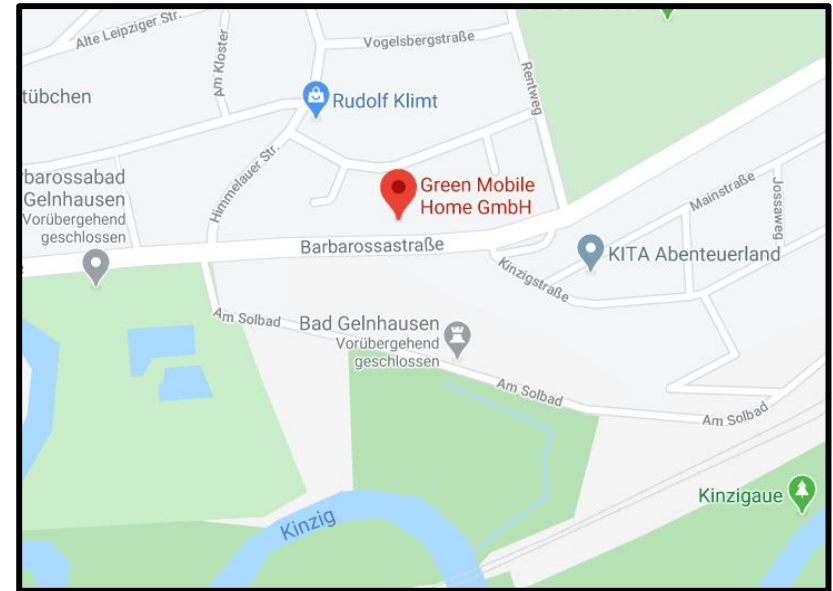 Alte Leipziger Str.
Am Kloster
Vogelsbergstraße
Rentweg
tübchen
Rudolf Klimt
Himmelauer Str.
barossabad
Gelnhausen
Vorübergehend
geschlossen
Green Mobile
Home GmbH
Mainstraße
Jossaweg
Barbarossastraße
KITA Abenteuerland
Kinzigstraße
Am Solbad
Bad Gelnhausen
Vorübergehend
geschlossen
Am Solbad
Am Solbad
Kinzigaue
Kinzig